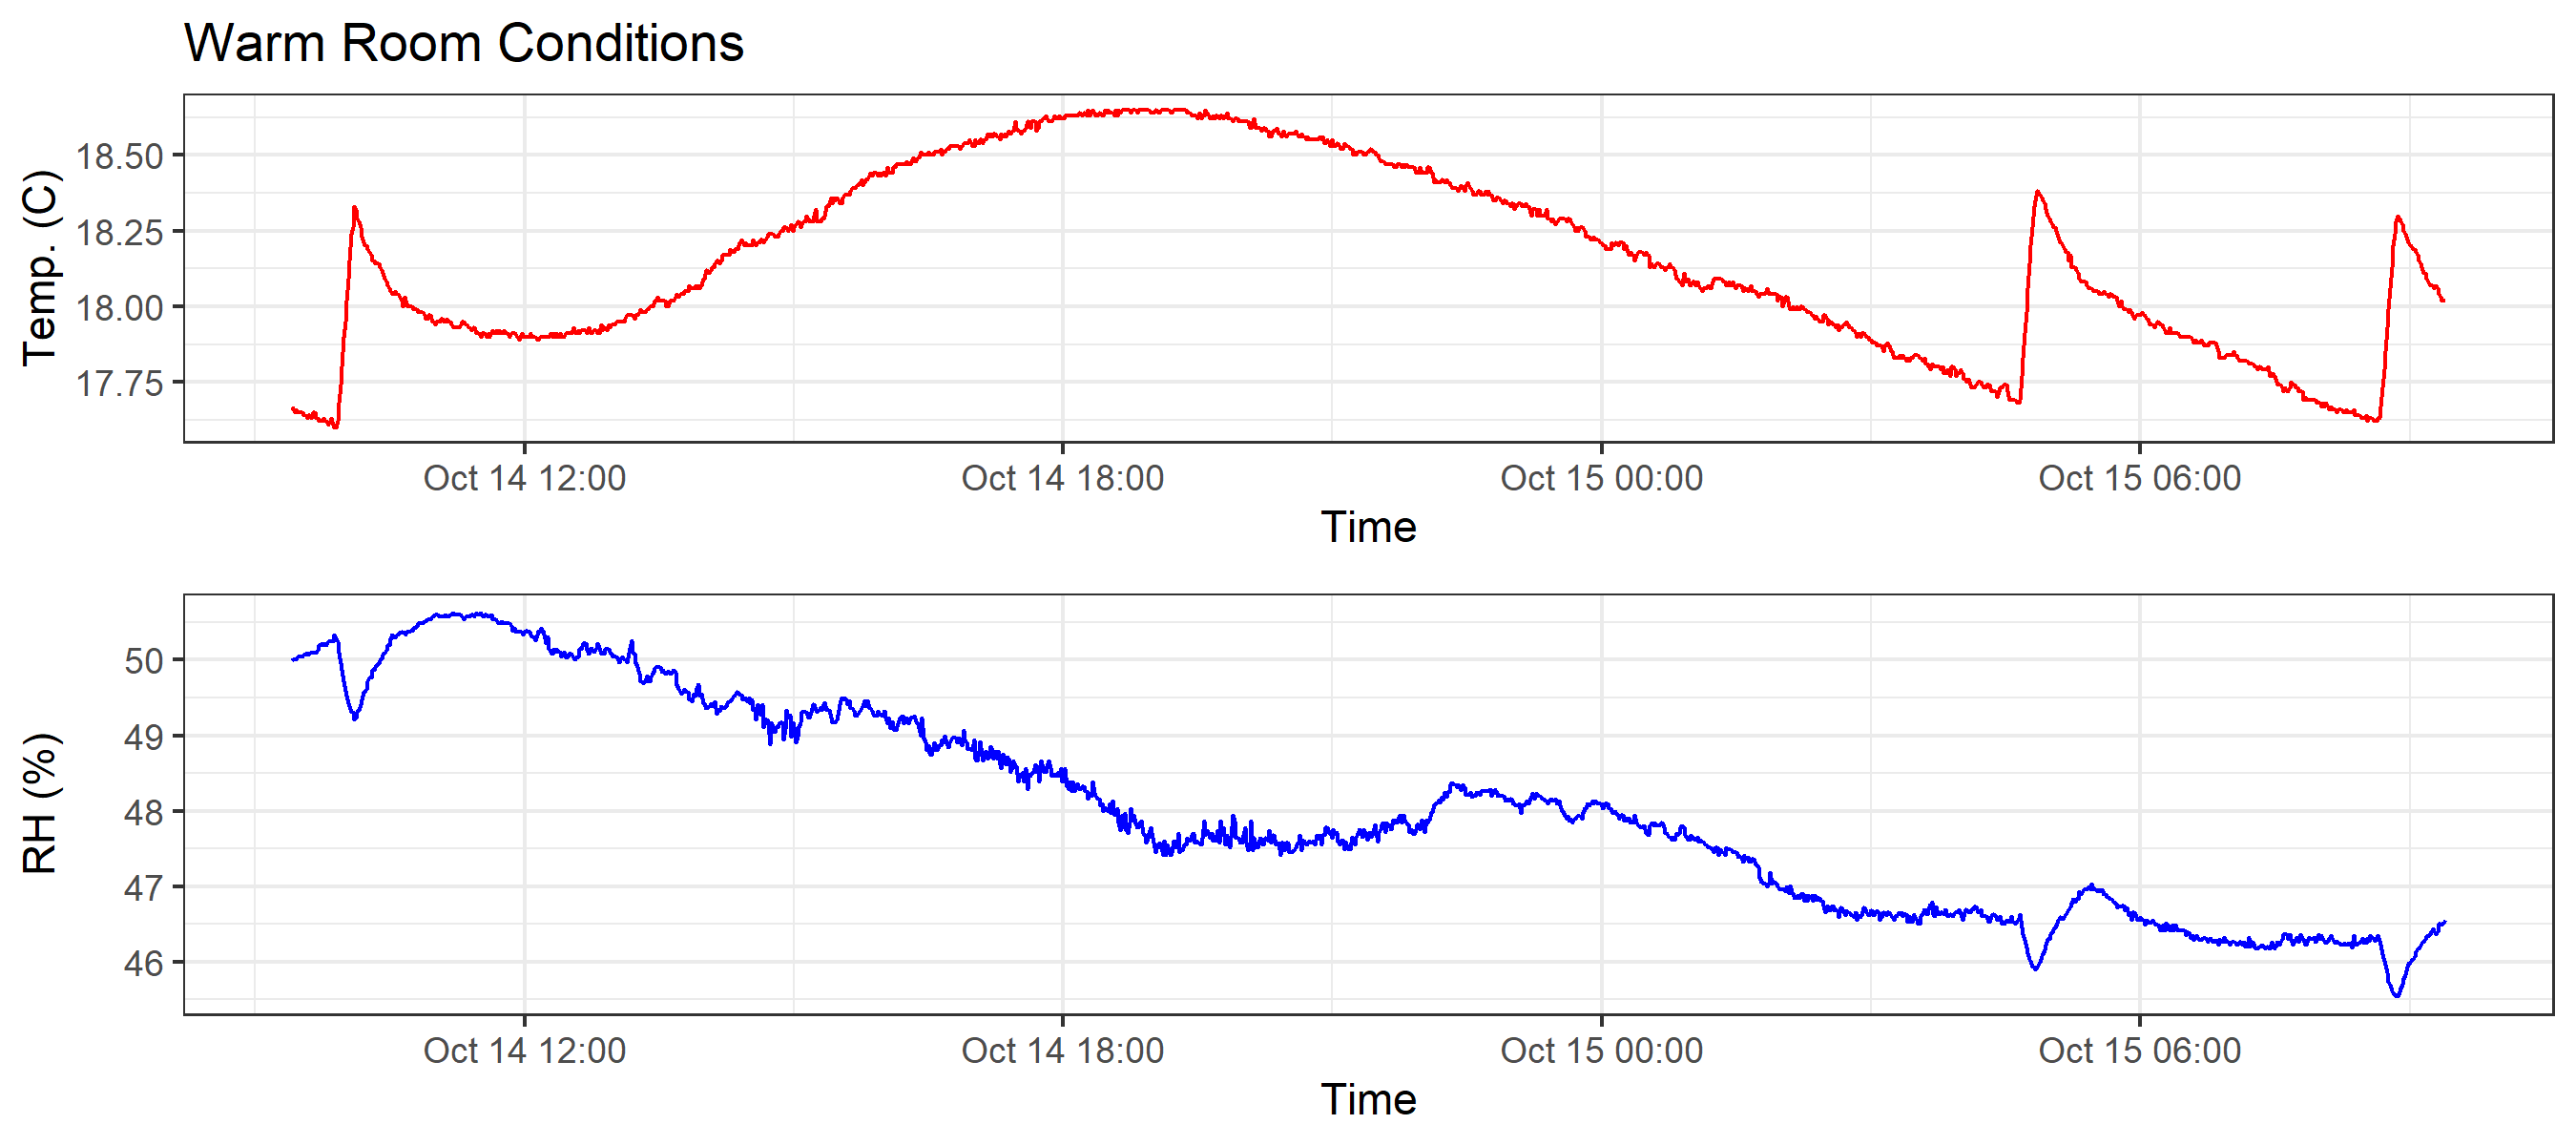 Warm Room Conditions
Temp. (C)
18.50
18.25
18.00
17.75
Oct 14 12:00 Oct 14 18:00 Oct 15 00:00 Oct 15 06:00
Time
RH (%)
50
49
48
47
46
Oct 14 12:00 Oct 14 18:00 Oct 15 00:00 Oct 15 06:00
Time